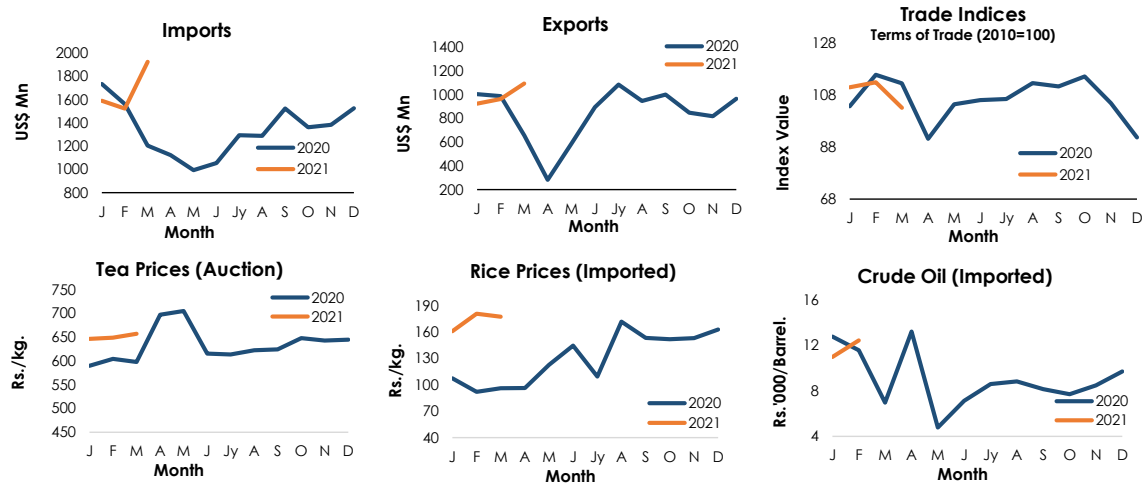 Imports
US$ Mn
2000
1800
1600
1400
1200
1000
800
2020
2021
J F M A M J Jy A S O N D
Month
Exports
US$ Mn
1400
1200
1000
800
600
400
200
2020
2021
J F M A M J Jy A S O N D
Month
Trade Indices
Terms of Trade (2010=100)
Index Value
128
108
88
68
2020
2021
J F M A M J Jy A S O N D
Month
Tea Prices (Auction)
Rs./kg.
750
700
650
600
550
500
450
2020
2021
J F M A M J Jy A S O N D
Month
Rice Prices (Imported)
Rs./kg.
190
160
130
100
70
40
2020
2021
J F M A M J Jy A S O N D
Month
Crude Oil (Imported)
Rs.'000/Barrel.
16
12
8
4
2020
2021
J F M A M J Jy A S O N D
Month